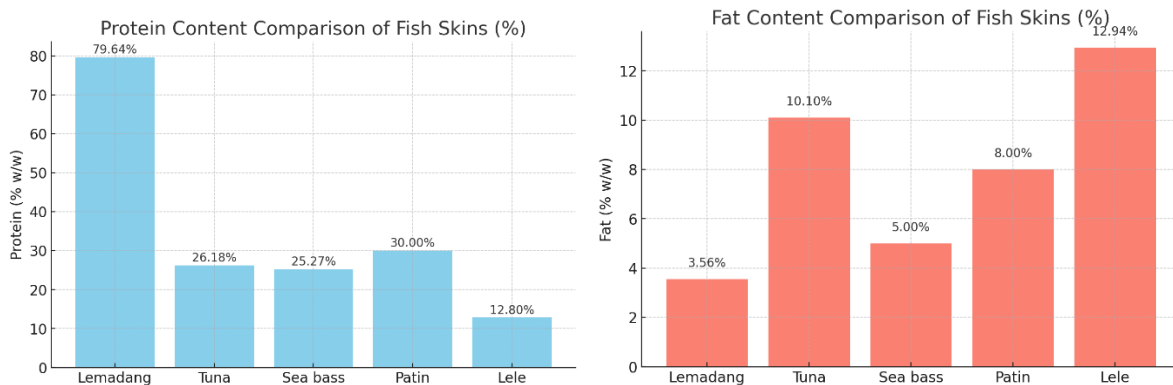 Protein Content Comparison of Fish Skins (%)
Protein (% w/w)
80
70
60
50
40
30
20
10
0
79.64%
26.18%
25.27%
30.00%
12.80%
Lemadang
Tuna
Sea bass
Patin
Lele
Fat Content Comparison of Fish Skins (%)
Fat (% w/w)
12
10
8
6
4
2
0
3.56%
10.10%
5.00%
8.00%
12.94%
Lemadang
Tuna
Sea bass
Patin
Lele